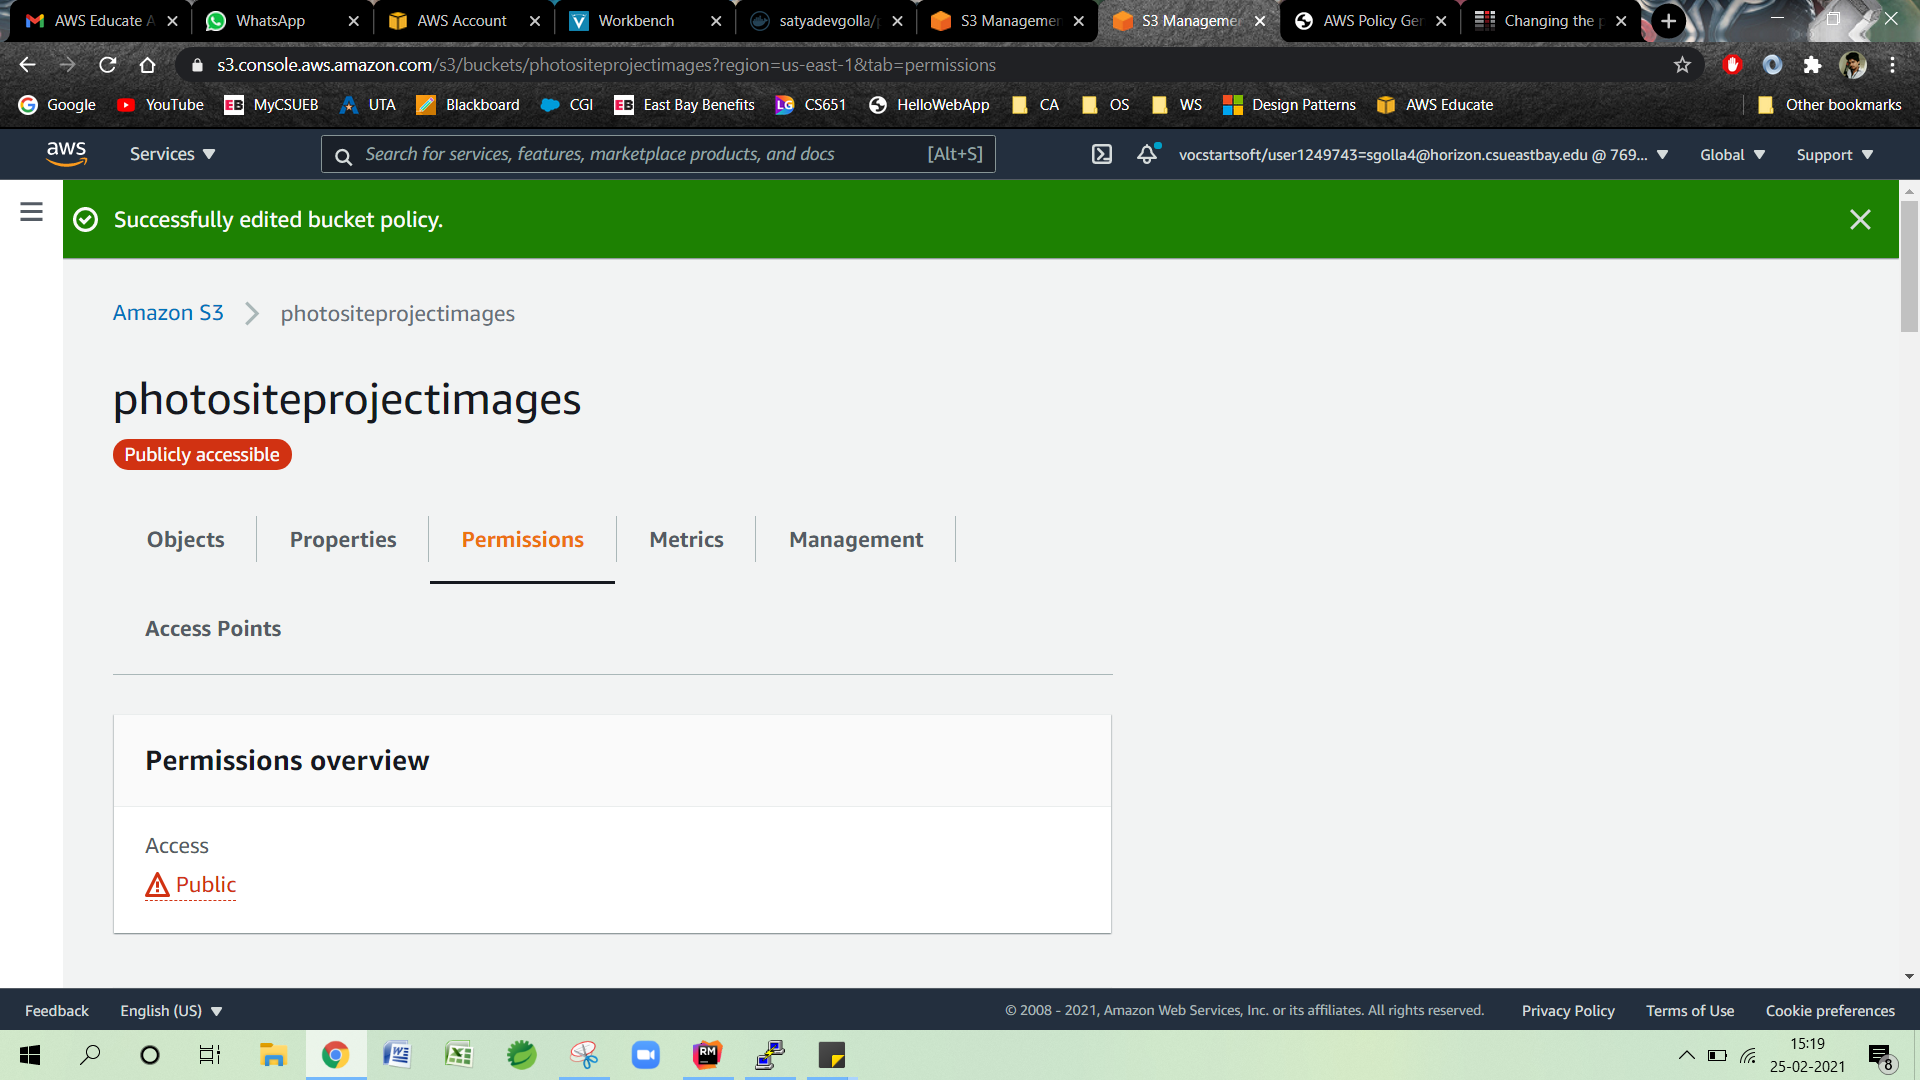 AWS Educate A
WhatsApp
AWS Account
Workbench
satyadevgolla/p
S3 Managemen
S3 Manageme
AWS Policy Gen
Changing the p
s3.console.aws.amazon.com/s3/buckets/photositeprojectimages?region=us-east-1&tab=permissions
Google
YouTube
MyCSUEB
UTA
Blackboard
CGI
East Bay Benefits
CS651
HelloWebApp
CA
OS
WS
Design Patterns
AWS Educate
Other bookmarks
aws
Services
Search for services, features, marketplace products, and docs
[Alt+S]
vocstartsoft/user1249743=sgolla4@horizon.csueastbay.edu @ 769...
Global
Support
Successfully edited bucket policy.
Amazon S3
photositeprojectimages
photositeprojectimages
Publicly accessible
Objects
Properties
Permissions
Metrics
Management
Access Points
Permissions overview
Access
Public
Feedback
English (US)
© 2008 - 2021, Amazon Web Services, Inc. or its affiliates. All rights reserved.
Privacy Policy
Terms of Use
Cookie preferences
15:19
25-02-2021
8